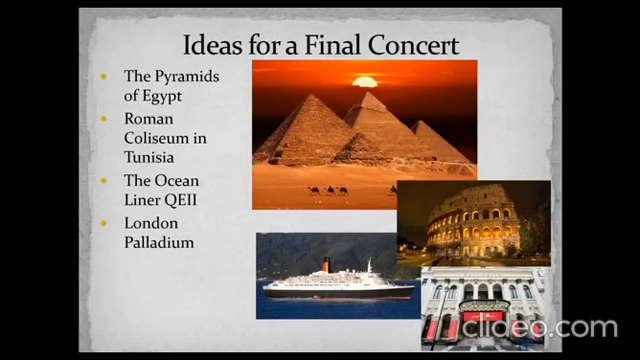 Ideas for a Final Concert
The Pyramids
of Egypt
Roman
Coliseum in
Tunisia
The Ocean
Liner QEII
London
Palladium
clideo.com